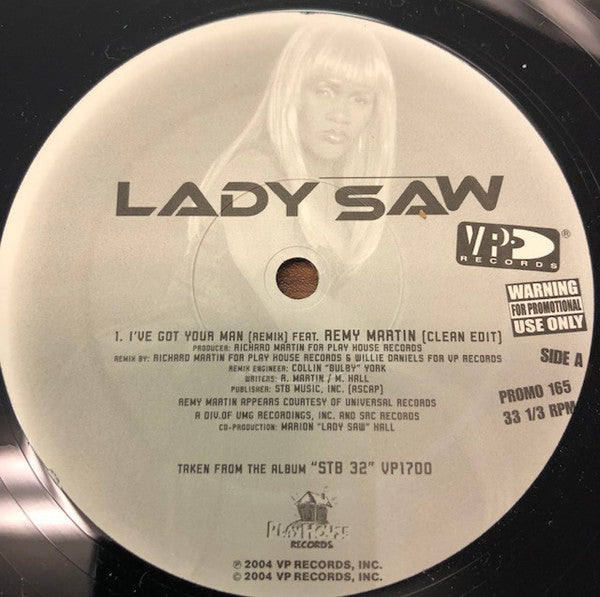 LADY SAW
VP
RECORDS ®
WARNING
FOR PROMOTIONAL
USE ONLY
1. I'VE GOT YOUR MAN (REMIX) FEAT. REMY MARTIN (CLEAN EDIT)
PRODUCER: RICHARD MARTIN FOR PLAY HOUSE RECORDS
REMIX BY: RICHARD MARTIN FOR PLAY HOUSE RECORDS & WILLIE DANIELS FOR VP RECORDS
REMIX ENGINEER: COLLIN "BULBY" YORK
WRITERS: R. MARTIN / M. HALL
PUBLISHER: STB MUSIC, INC. (ASCAP)
REMY MARTIN APPEARS COURTESY OF UNIVERSAL RECORDS
A DIV.OF UMG RECORDINGS, INC. AND SRC RECORDS
CO-PRODUCTION: MARION "LADY SAW" HALL
SIDE A
PROMO 165
33 1/3 RPM
TAKEN FROM THE ALBUM "STB 32" VP1700
PLAYHOUSE
RECORDS
℗ 2004 VP RECORDS, INC.
© 2004 VP RECORDS, INC.